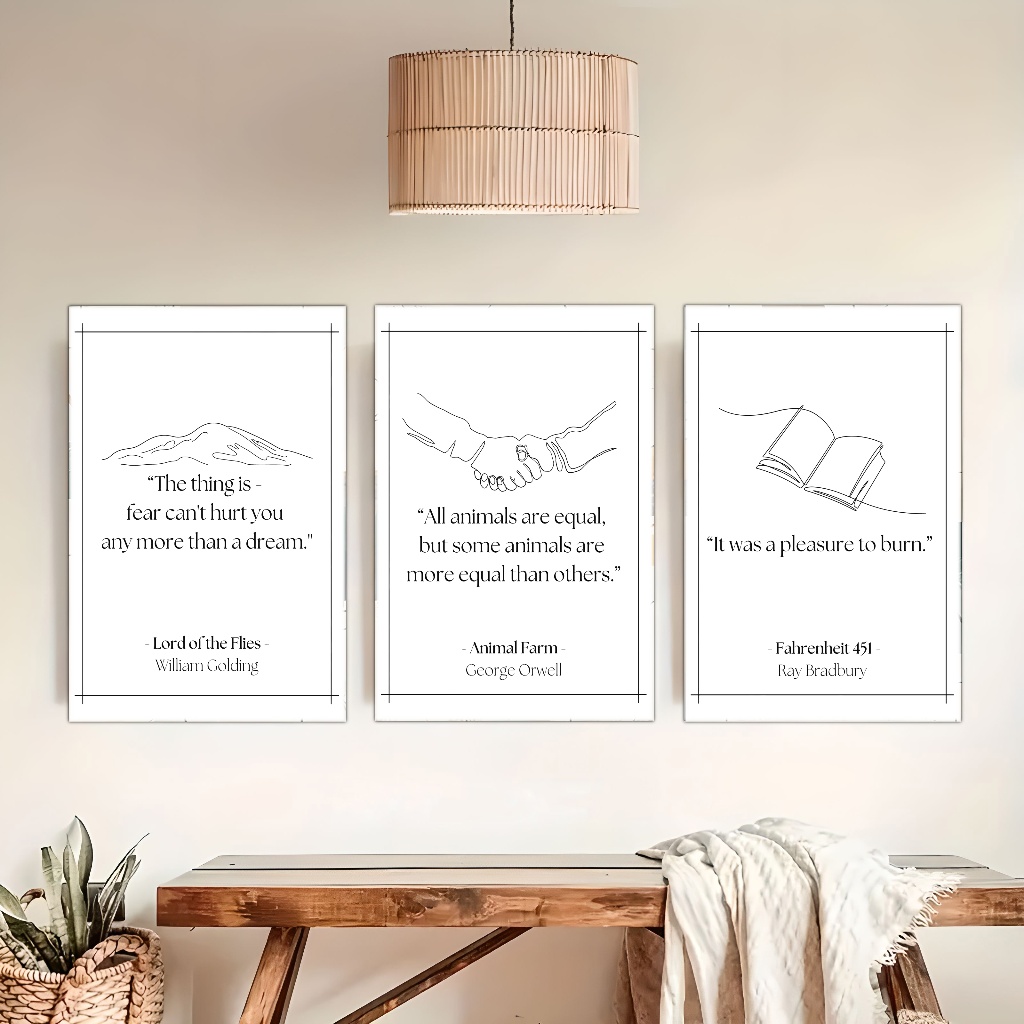 “The thing is -
fear can't hurt you
any more than a dream."
- Lord of the Flies -
William Golding
“All animals are equal,
but some animals are
more equal than others.”
- Animal Farm -
George Orwell
“It was a pleasure to burn.”
- Fahrenheit 451 -
Ray Bradbury